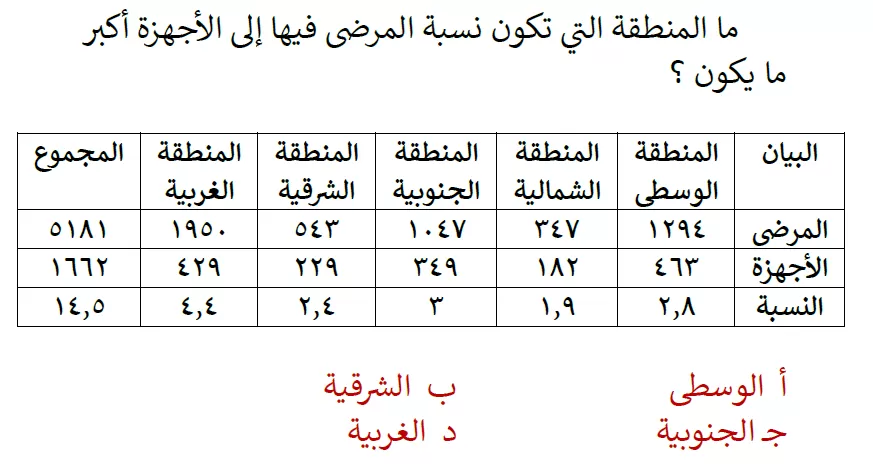 ما المنطقة التي تكون نسبة المرضى فيها إلى الأجهزة أكبر
ما يكون ؟
البيان المنطقة الوسطى المنطقة الشمالية المنطقة الجنوبية المنطقة الشرقية المنطقة الغربية المجموع
المرضى ١٢٩٤ ٣٤٧ ١٠٤٧ ٥٤٣ ١٩٥٠ ٥١٨١
الأجهزة ٤٦٣ ١٨٢ ٣٤٩ ٢٢٩ ٤٢٩ ١٦٦٢
النسبة ٢,٨ ١,٩ ٣ ٢,٤ ٤,٤ ١٤,٥
أ الوسطى ب الشرقية
جـ الجنوبية د الغربية